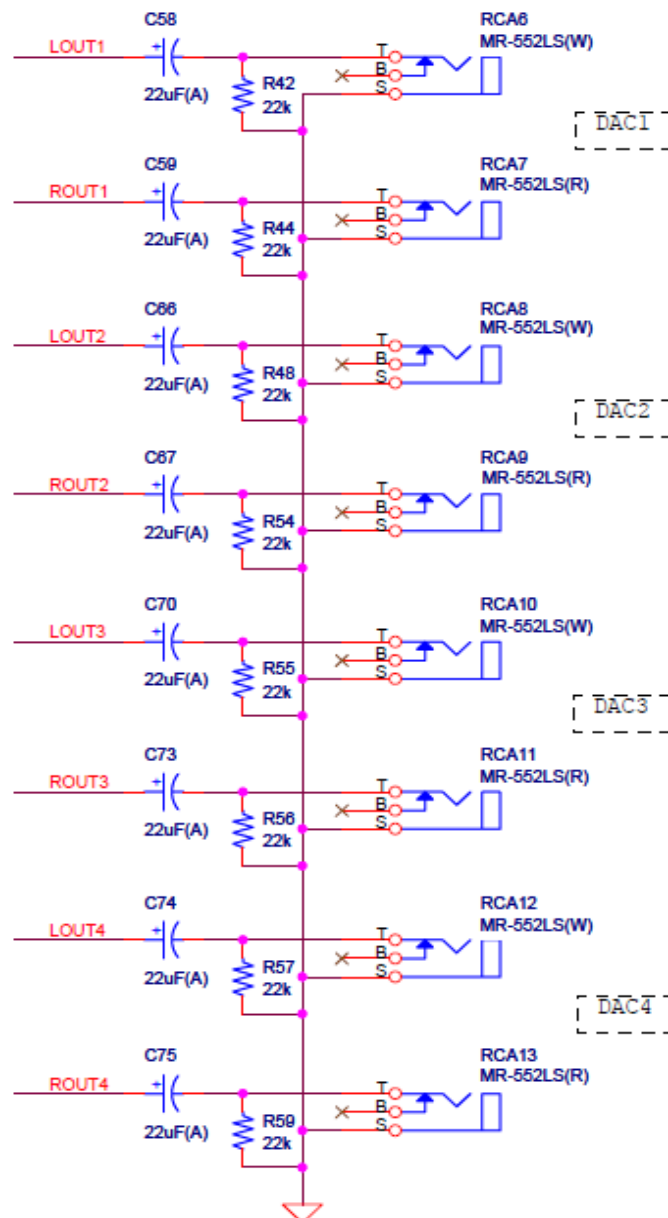 C58
RCA6
MR-552LS(W)
LOUT1
+
T
B
S
R42
22k
22uF(A)
DAC1
C59
RCA7
MR-552LS(R)
ROUT1
+
T
B
S
R44
22k
22uF(A)
C66
RCA8
MR-552LS(W)
LOUT2
+
T
B
S
R48
22k
22uF(A)
DAC2
C67
RCA9
MR-552LS(R)
ROUT2
+
T
B
S
R54
22k
22uF(A)
C70
RCA10
MR-552LS(W)
LOUT3
+
T
B
S
R55
22k
22uF(A)
DAC3
C73
RCA11
MR-552LS(R)
ROUT3
+
T
B
S
R56
22k
22uF(A)
C74
RCA12
MR-552LS(W)
LOUT4
+
T
B
S
R57
22k
22uF(A)
DAC4
C75
RCA13
MR-552LS(R)
ROUT4
+
T
B
S
R59
22k
22uF(A)